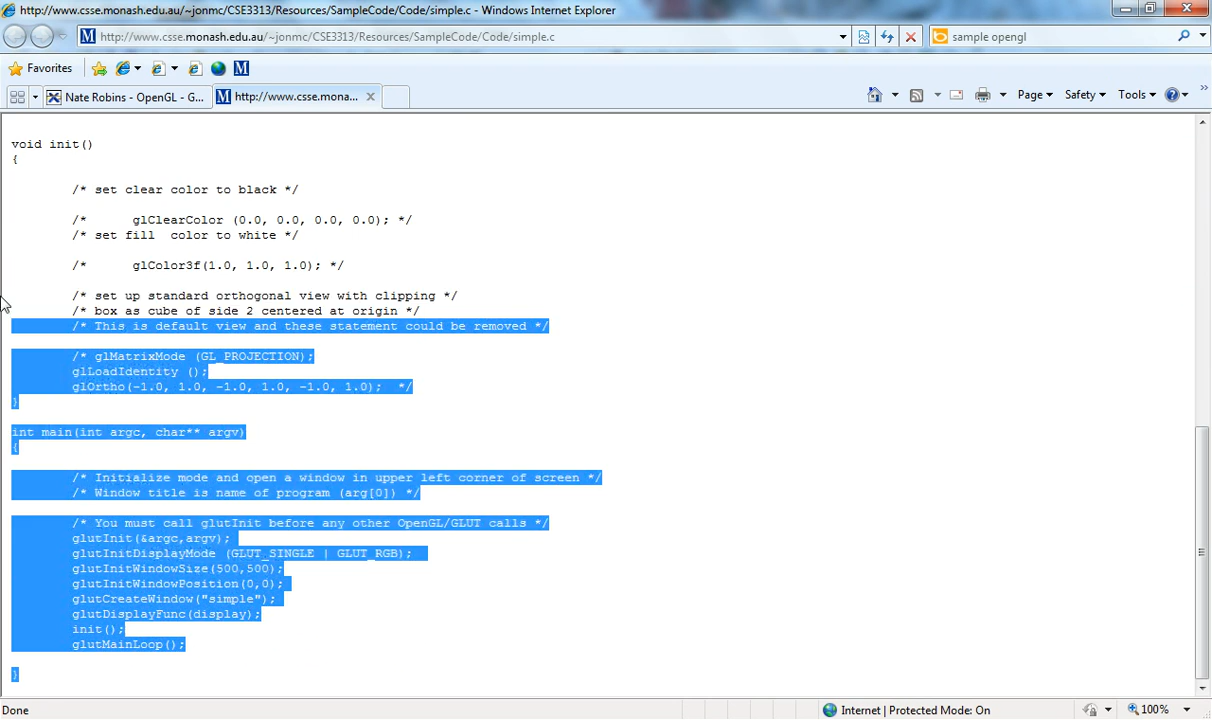 http://www.csse.monash.edu.au/~jonmc/CSE3313/Resources/SampleCode/Code/simple.c - Windows Internet Explorer
http://www.csse.monash.edu.au/~jonmc/CSE3313/Resources/SampleCode/Code/simple.c
sample opengl
Favorites
Nate Robins - OpenGL - G...
http://www.csse.mona...
Page
Safety
Tools
void init()
{
/* set clear color to black */
/* glClearColor (0.0, 0.0, 0.0, 0.0); */
/* set fill  color to white */
/* glColor3f(1.0, 1.0, 1.0); */
/* set up standard orthogonal view with clipping */
/* box as cube of side 2 centered at origin */
/* This is default view and these statement could be removed */
/* glMatrixMode (GL_PROJECTION);
glLoadIdentity ();
glOrtho(-1.0, 1.0, -1.0, 1.0, -1.0, 1.0);  */
}
int main(int argc, char** argv)
{
/* Initialize mode and open a window in upper left corner of screen */
/* Window title is name of program (arg[0]) */
/* You must call glutInit before any other OpenGL/GLUT calls */
glutInit(&argc,argv);
glutInitDisplayMode (GLUT_SINGLE | GLUT_RGB);
glutInitWindowSize(500,500);
glutInitWindowPosition(0,0);
glutCreateWindow("simple");
glutDisplayFunc(display);
init();
glutMainLoop();
}
Done
Internet | Protected Mode: On
100%